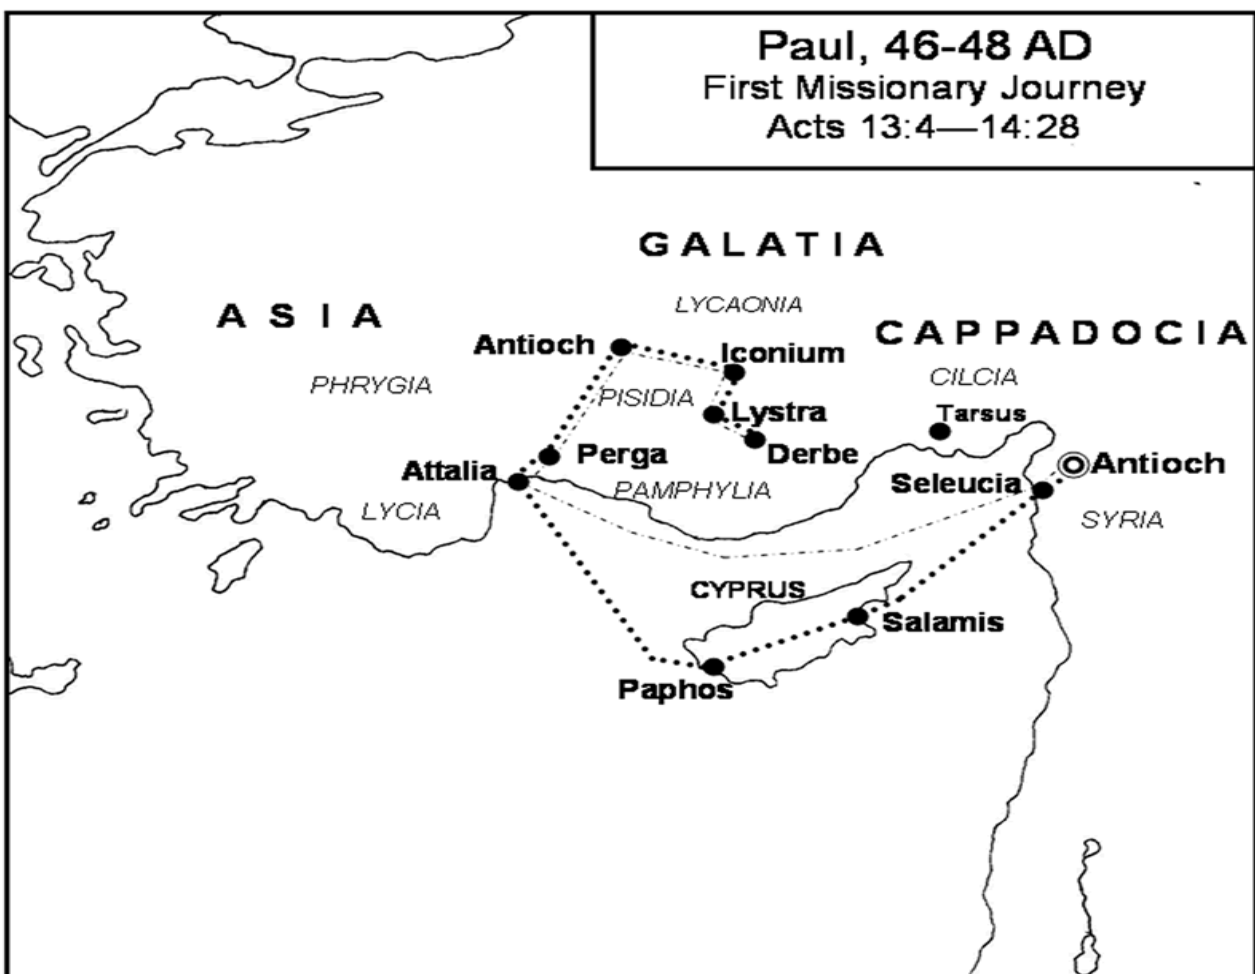 Paul, 46-48 AD
First Missionary Journey
Acts 13:4—14:28
GALATIA
LYCAONIA
ASIA
CAPPADOCIA
Antioch
Iconium
CILCIA
PHRYGIA
PISIDIA
Lystra
Tarsus
Perga
Derbe
Attalia
Antioch
Seleucia
PAMPHYLIA
LYCIA
SYRIA
CYPRUS
Salamis
Paphos